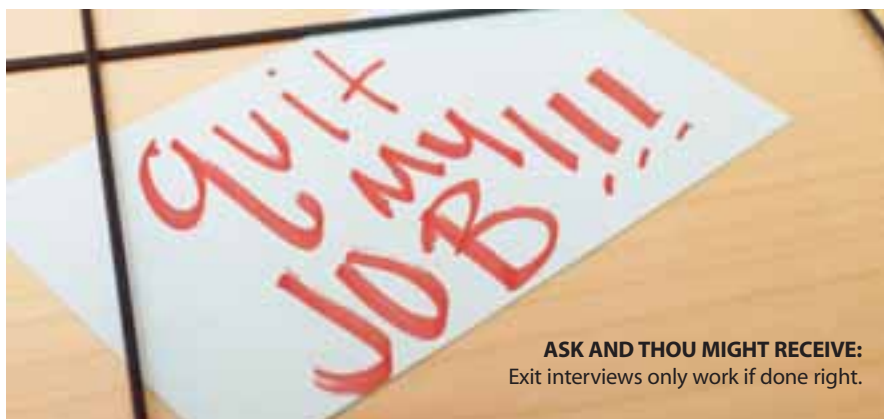 quit
my
JOB!!!
ASK AND THOU MIGHT RECEIVE:
Exit interviews only work if done right.